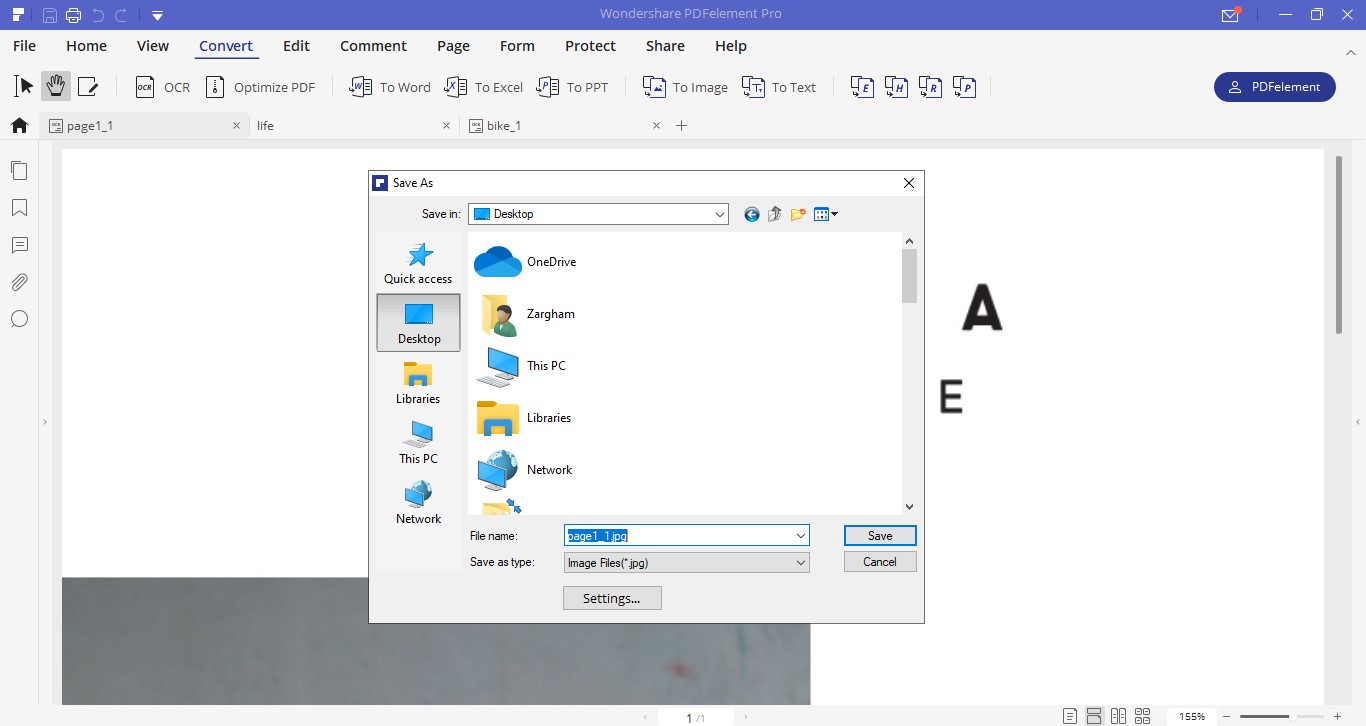 Wondershare PDFelement Pro
File Home View Convert Edit Comment Page Form Protect Share Help
OCR OCR Optimize PDF W To Word X To Excel P To PPT To Image T To Text E H R P PDFelement
page1_1 life bike_1
Save As
Save in: Desktop
Quick access
Desktop
Libraries
This PC
Network
OneDrive
Zargham
This PC
Libraries
Network
File name: page1_1.jpg Save
Save as type: Image Files(*.jpg) Cancel
Settings...
A
E
1 /1 155%